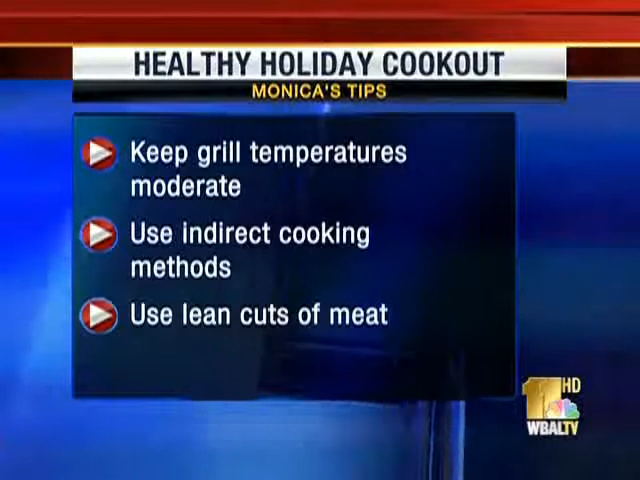 HEALTHY HOLIDAY COOKOUT
MONICA'S TIPS
Keep grill temperatures
moderate
Use indirect cooking
methods
Use lean cuts of meat
11 HD
WBALTV